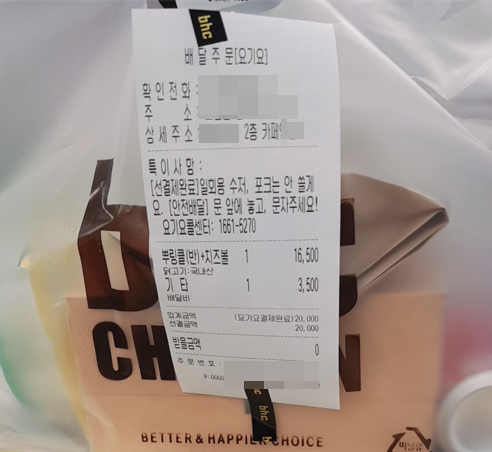 bhc
배달주문[요기요]
확인전화:
주 소:
상세주소: 2층 카페
특이사항:
[선결제완료]일회용 수저, 포크는 안 쓸게
요. [안전배달] 문 앞에 놓고, 문자주세요!
요기요콜센터: 1661-5270
뿌링클(반)+치즈볼 1 16,500
닭고기:국내산
기 타 1 3,500
배달비
합계금액 (요기요결제완료)20,000
선결금액 20,000
받을금액 0
주문번호:
bhc
BETTER & HAPPIER CHOICE
비닐류